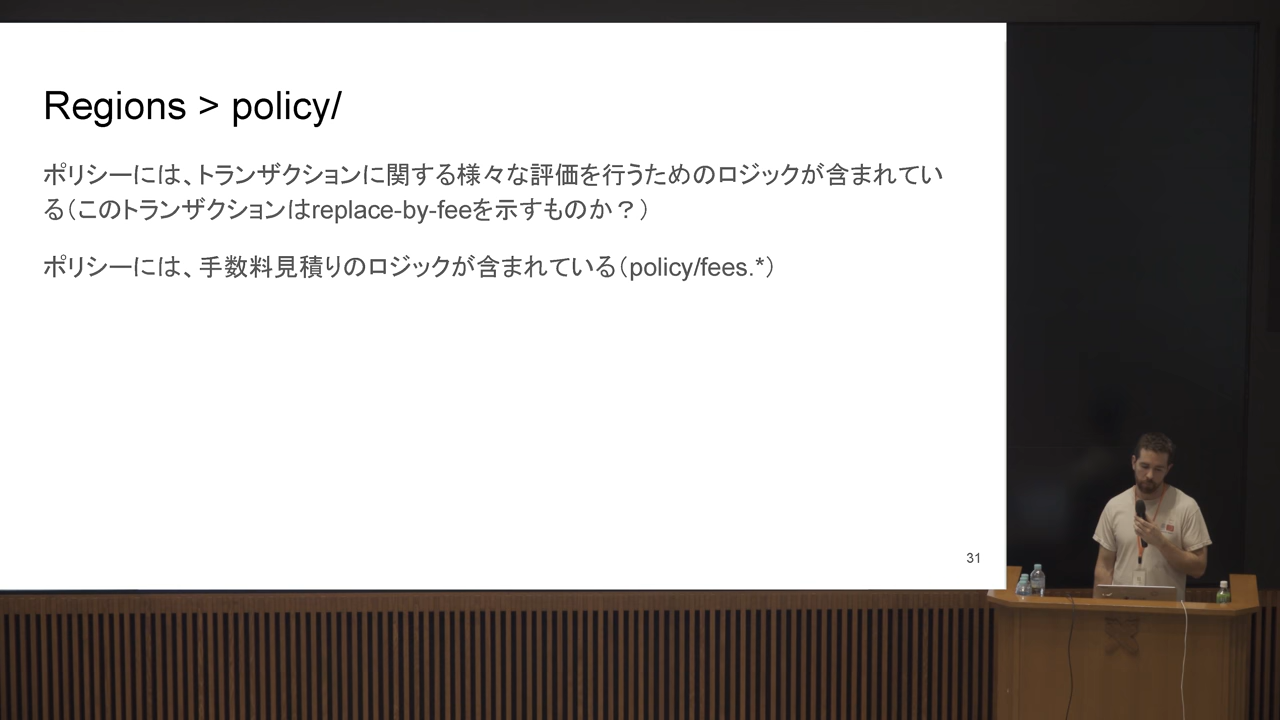 Regions > policy/
ポリシーには、トランザクションに関する様々な評価を行うためのロジックが含まれてい
る（このトランザクションはreplace-by-feeを示すものか？）
ポリシーには、手数料見積りのロジックが含まれている（policy/fees.*）
31